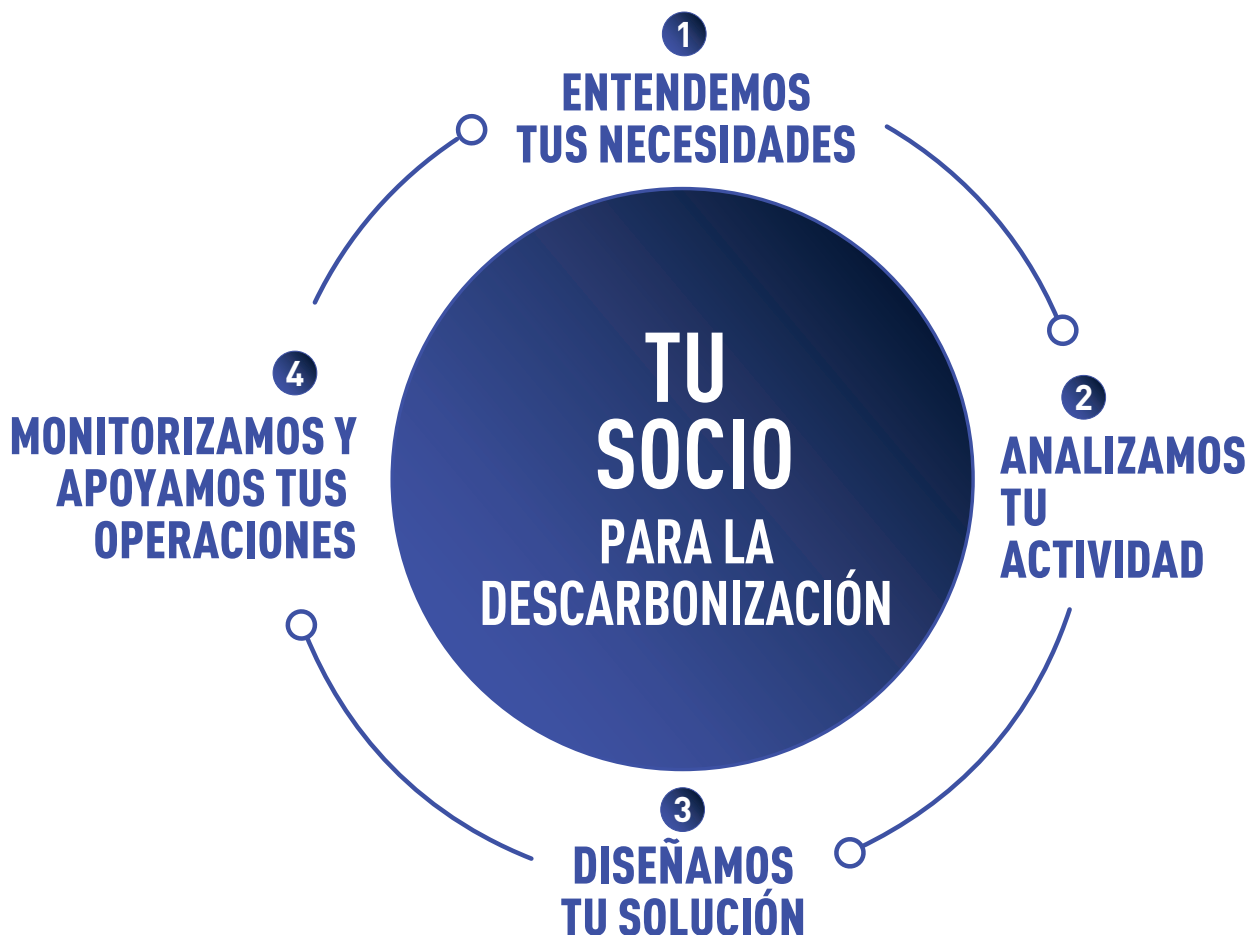 1
ENTENDEMOS
TUS NECESIDADES
2
ANALIZAMOS
TU
ACTIVIDAD
3
DISEÑAMOS
TU SOLUCIÓN
4
MONITORIZAMOS Y
APOYAMOS TUS
OPERACIONES
TU
SOCIO
PARA LA
DESCARBONIZACIÓN